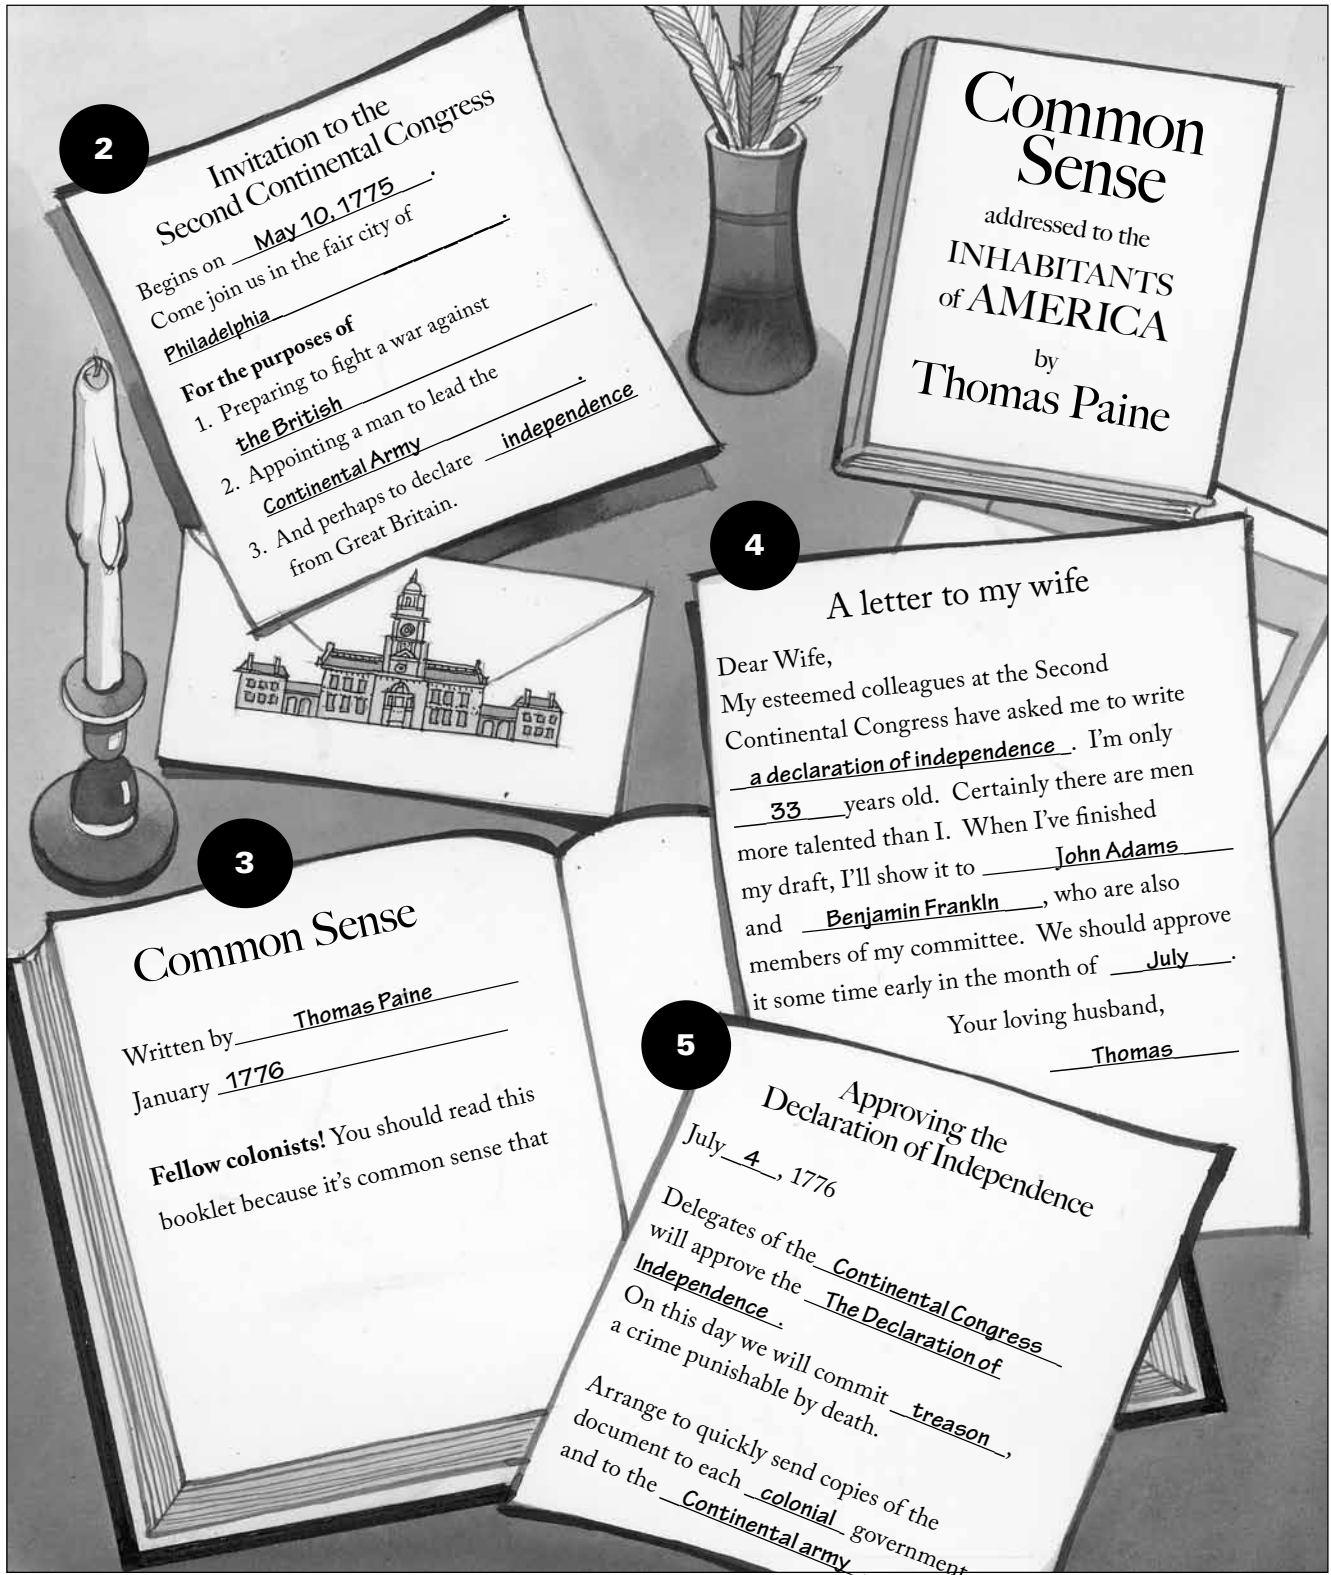 2
Invitation to the
Second Continental Congress
Begins on May 10, 1775.
Come join us in the fair city of
Philadelphia.
For the purposes of
1. Preparing to fight a war against
the British
2. Appointing a man to lead the
Continental Army.
3. And perhaps to declare independence
from Great Britain.
Common
Sense
addressed to the
INHABITANTS
of AMERICA
by
Thomas Paine
4
A letter to my wife
Dear Wife,
My esteemed colleagues at the Second
Continental Congress have asked me to write
a declaration of independence. I'm only
33 years old. Certainly there are men
more talented than I. When I've finished
my draft, I'll show it to John Adams
and Benjamin Frankln, who are also
members of my committee. We should approve
it some time early in the month of July.
Your loving husband,
Thomas
3
Common Sense
Written by Thomas Paine
January 1776
Fellow colonists! You should read this
booklet because it's common sense that
5
Approving the
Declaration of Independence
July 4, 1776
Delegates of the Continental Congress
will approve the The Declaration of
Independence.
On this day we will commit treason,
a crime punishable by death.
Arrange to quickly send copies of the
document to each colonial government
and to the Continental army